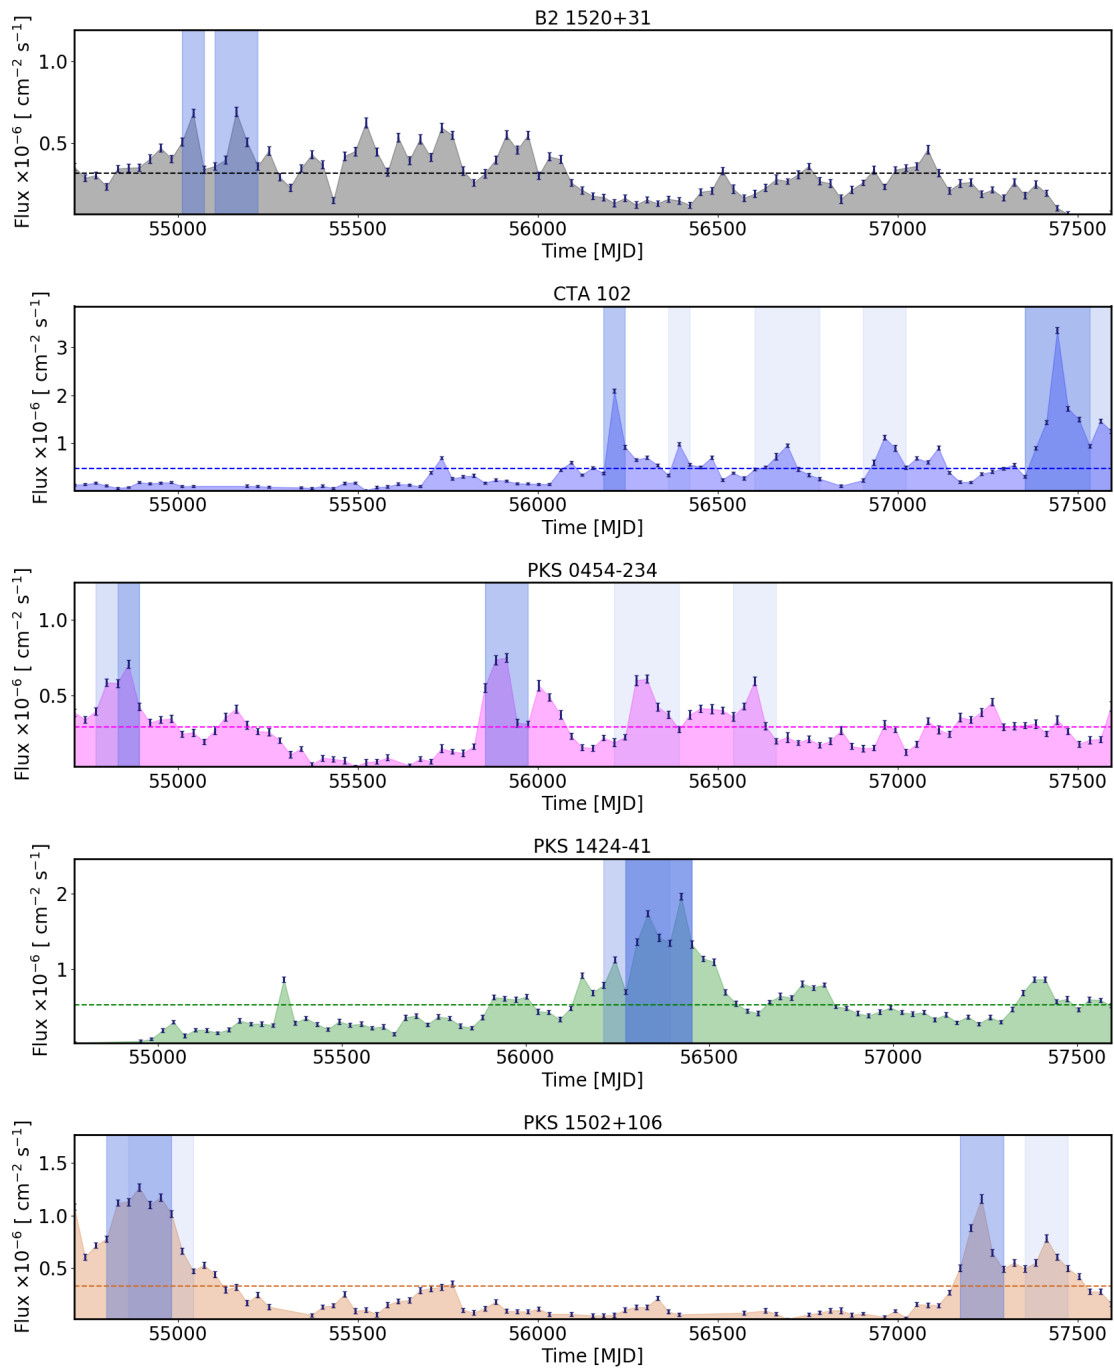 B2 1520+31
Flux ×10⁻⁶ [ cm⁻² s⁻¹]
1.0
0.5
55000 55500 56000 56500 57000 57500
Time [MJD]
CTA 102
Flux ×10⁻⁶ [ cm⁻² s⁻¹]
3
2
1
55000 55500 56000 56500 57000 57500
Time [MJD]
PKS 0454-234
Flux ×10⁻⁶ [ cm⁻² s⁻¹]
1.0
0.5
55000 55500 56000 56500 57000 57500
Time [MJD]
PKS 1424-41
Flux ×10⁻⁶ [ cm⁻² s⁻¹]
2
1
55000 55500 56000 56500 57000 57500
Time [MJD]
PKS 1502+106
Flux ×10⁻⁶ [ cm⁻² s⁻¹]
1.5
1.0
0.5
55000 55500 56000 56500 57000 57500
Time [MJD]